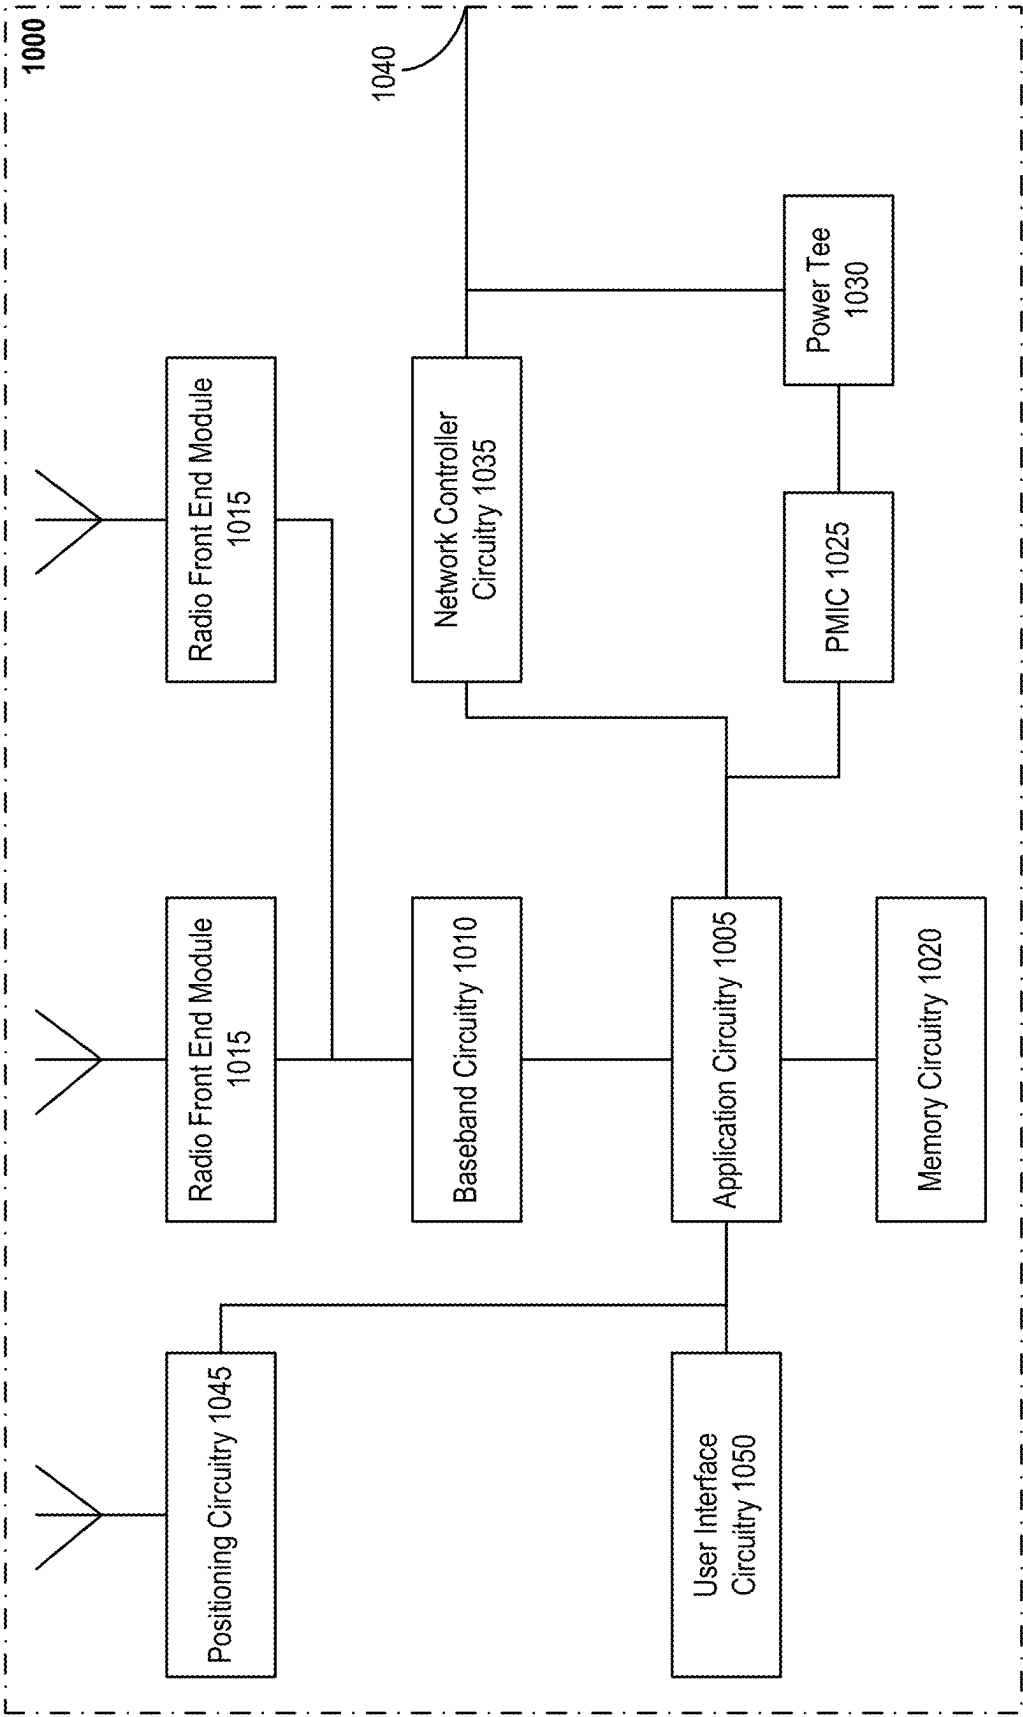 1000
Positioning Circuitry 1045
Radio Front End Module
1015
Radio Front End Module
1015
1040
Baseband Circuitry 1010
Network Controller
Circuitry 1035
User Interface
Circuitry 1050
Application Circuitry 1005
PMIC 1025
Power Tee
1030
Memory Circuitry 1020